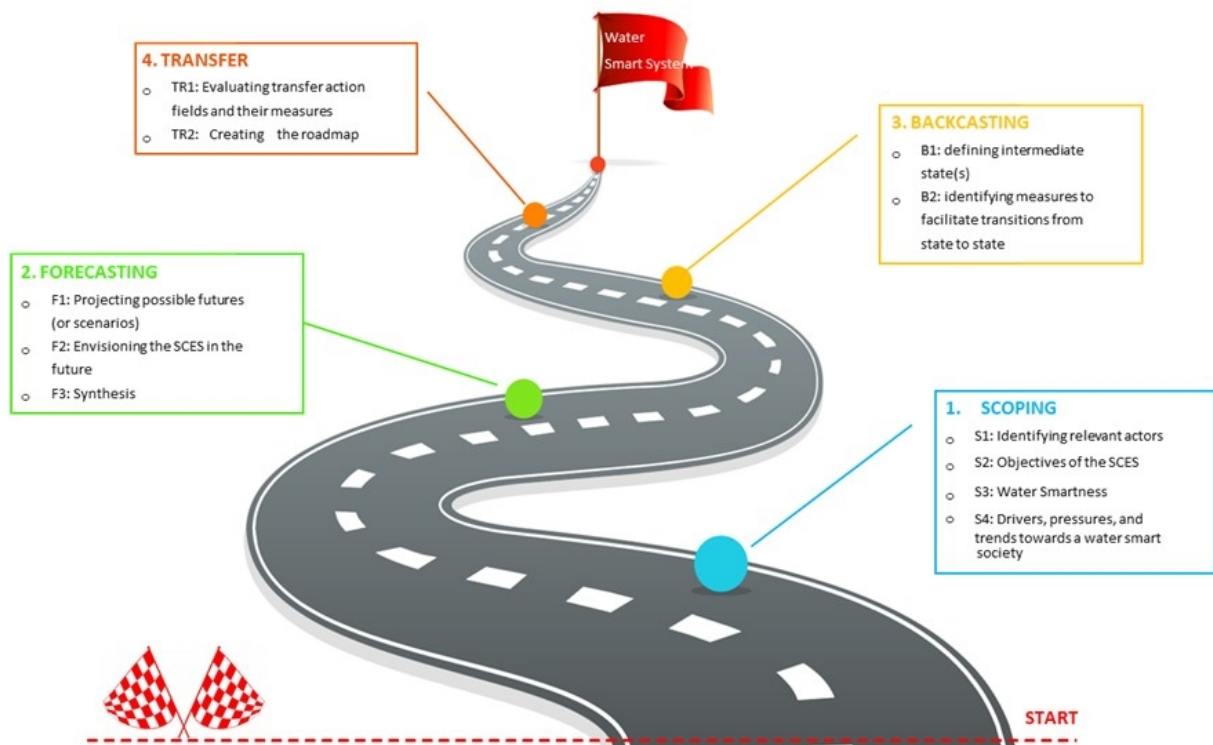 Water
Smart System
4. TRANSFER
TR1: Evaluating transfer action
fields and their measures
TR2: Creating the roadmap
3. BACKCASTING
B1: defining intermediate
state(s)
B2: identifying measures to
facilitate transitions from
state to state
2. FORECASTING
F1: Projecting possible futures
(or scenarios)
F2: Envisioning the SCES in the
future
F3: Synthesis
1. SCOPING
S1: Identifying relevant actors
S2: Objectives of the SCES
S3: Water Smartness
S4: Drivers, pressures, and
trends towards a water smart
society
START